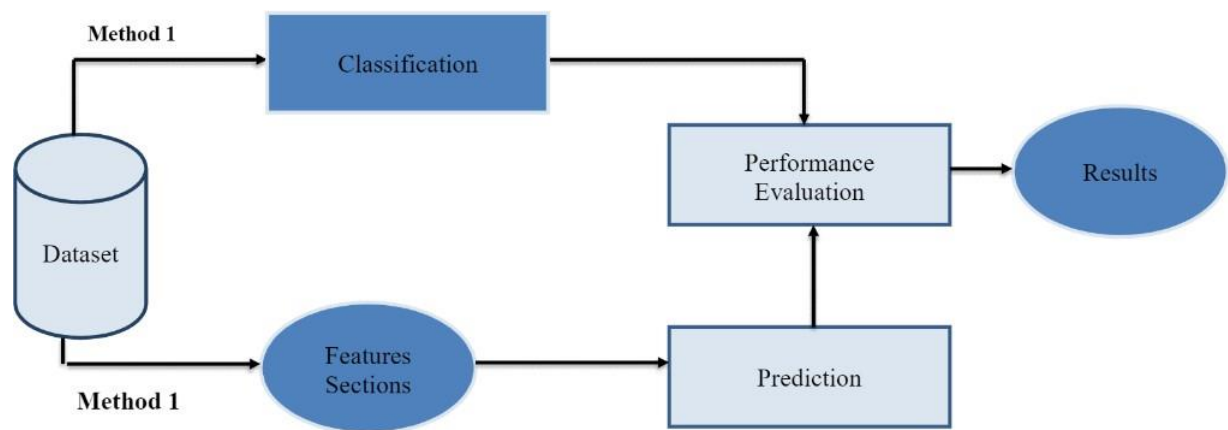 Method 1
Classification
Performance
Evaluation
Results
Dataset
Features
Sections
Prediction
Method 1